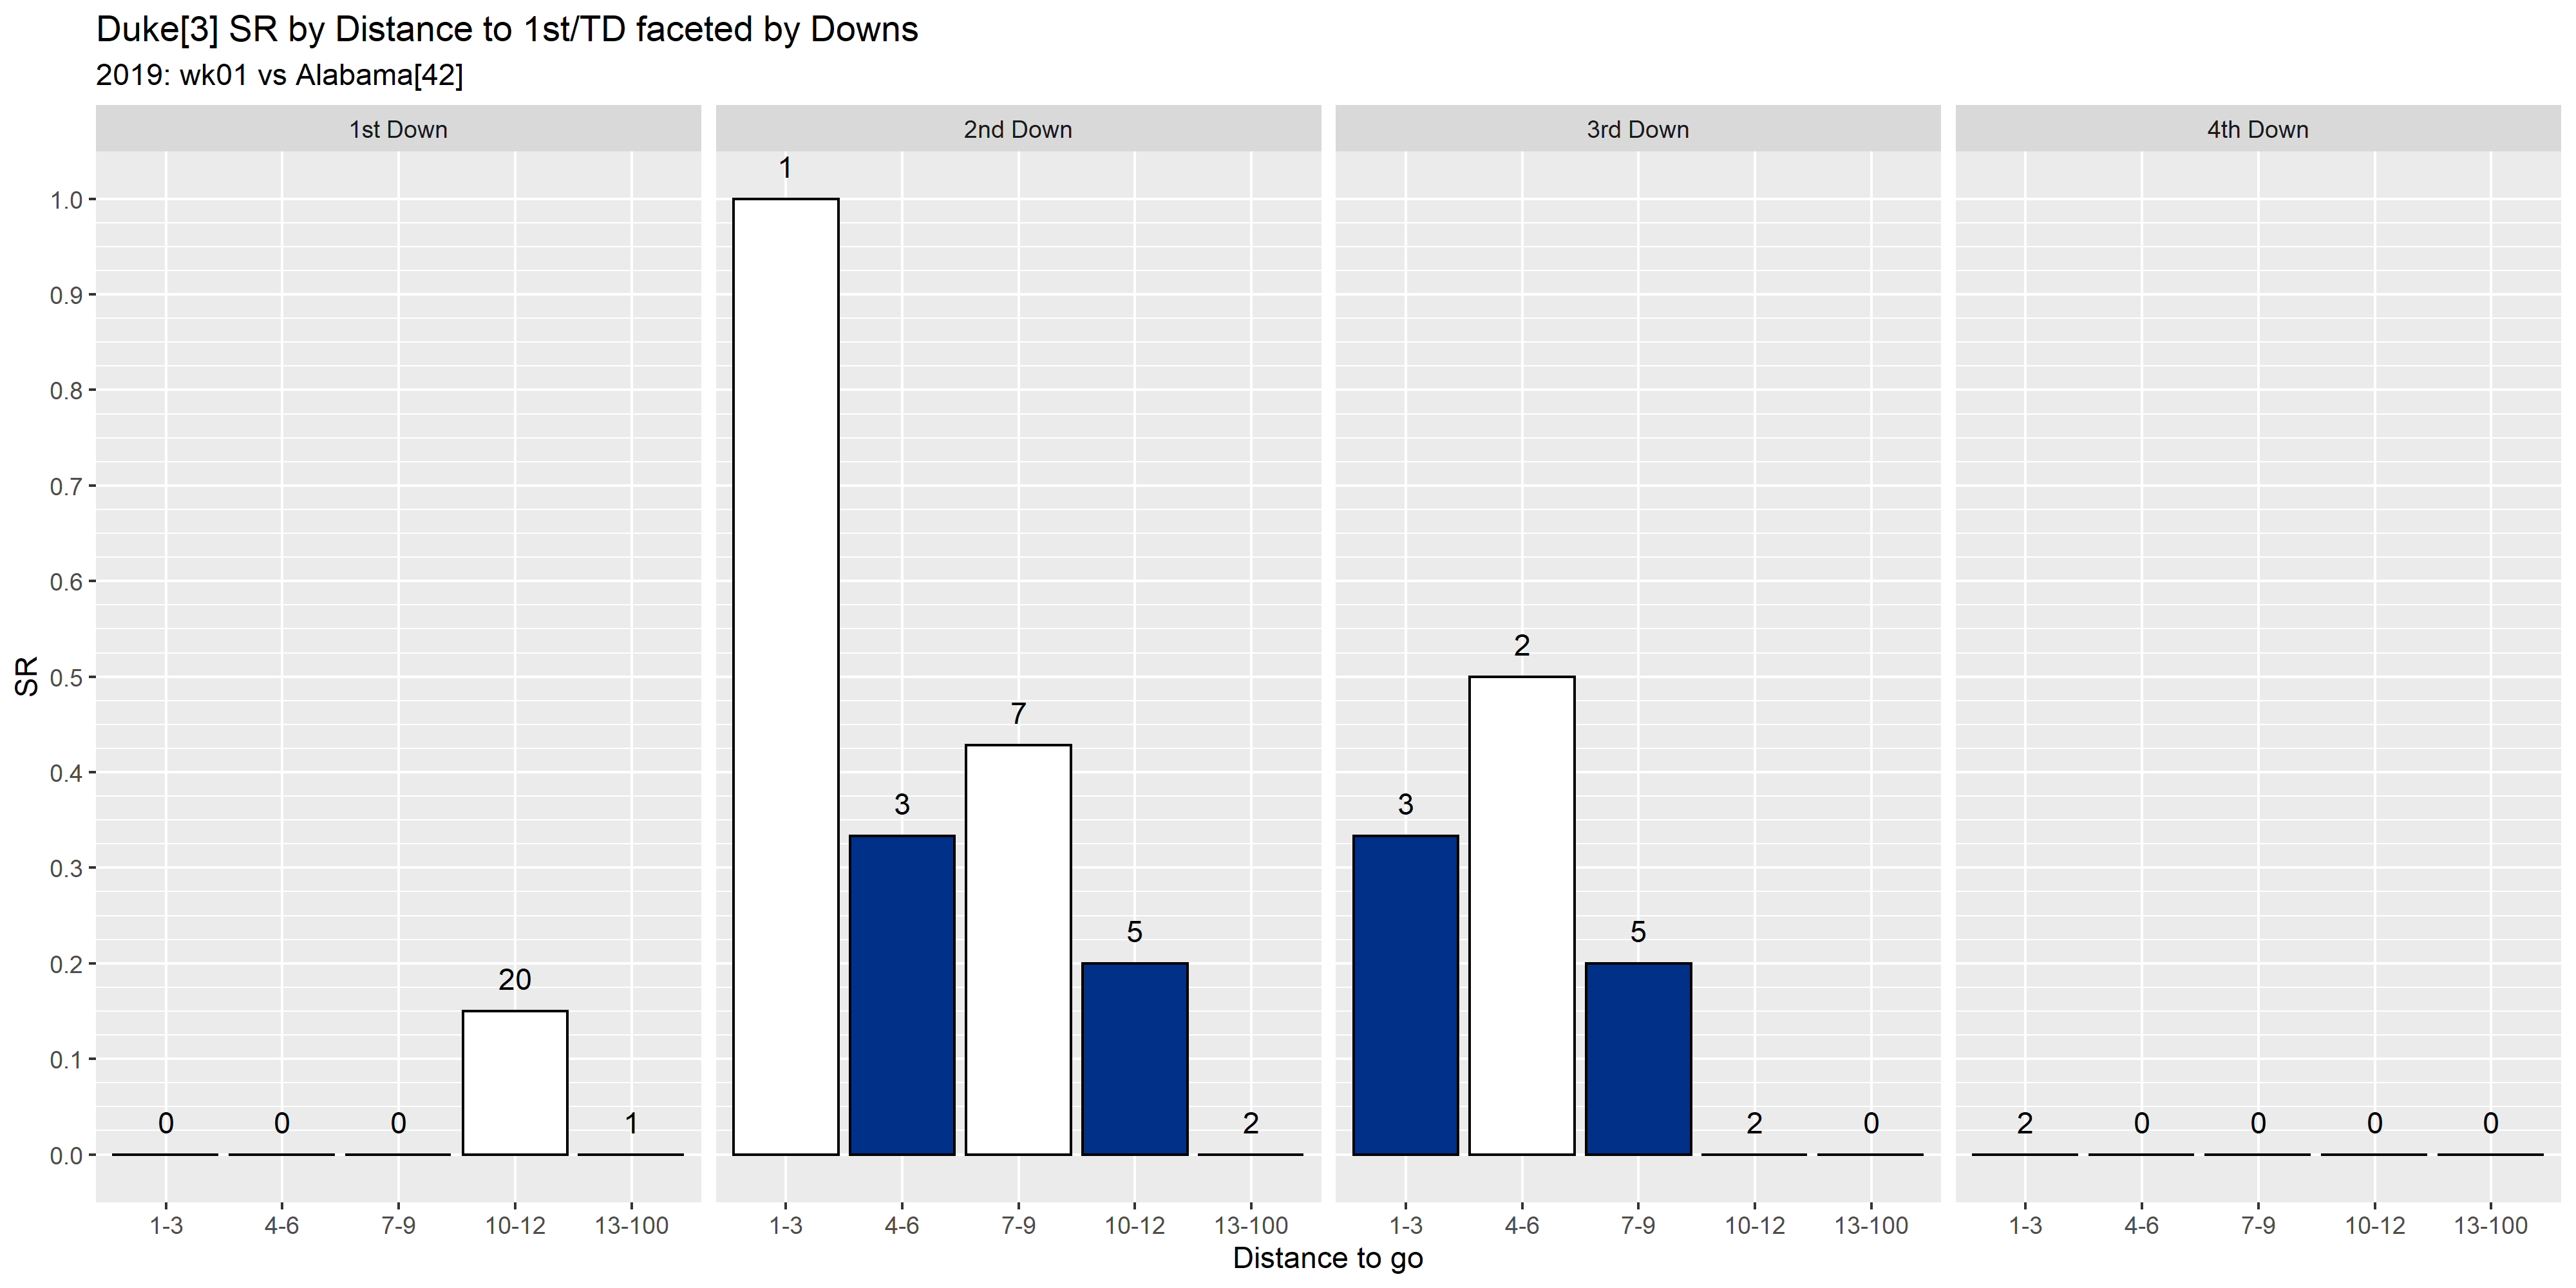 Duke[3] SR by Distance to 1st/TD faceted by Downs
2019: wk01 vs Alabama[42]
1st Down 2nd Down 3rd Down 4th Down
SR
1.0
0.9
0.8
0.7
0.6
0.5
0.4
0.3
0.2
0.1
0.0
0 0 0 20 1
1 3 7 5 2
3 2 5 2 0
2 0 0 0 0
1-3 4-6 7-9 10-12 13-100 1-3 4-6 7-9 10-12 13-100 1-3 4-6 7-9 10-12 13-100 1-3 4-6 7-9 10-12 13-100
Distance to go